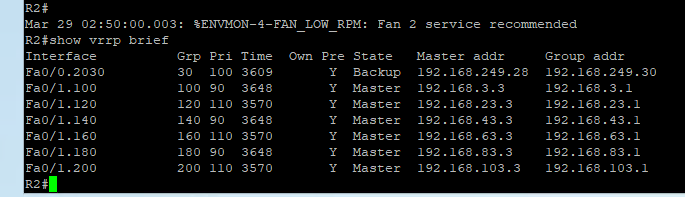 R2#
Mar 29 02:50:00.003: %ENVMON-4-FAN_LOW_RPM: Fan 2 service recommended
R2#show vrrp brief
Interface          Grp Pri Time  Own Pre State   Master addr     Group addr
Fa0/0.2030         30  100 3609       Y  Backup  192.168.249.28  192.168.249.30
Fa0/1.100          100 90  3648       Y  Master  192.168.3.3     192.168.3.1
Fa0/1.120          120 110 3570       Y  Master  192.168.23.3    192.168.23.1
Fa0/1.140          140 90  3648       Y  Master  192.168.43.3    192.168.43.1
Fa0/1.160          160 110 3570       Y  Master  192.168.63.3    192.168.63.1
Fa0/1.180          180 90  3648       Y  Master  192.168.83.3    192.168.83.1
Fa0/1.200          200 110 3570       Y  Master  192.168.103.3   192.168.103.1
R2#